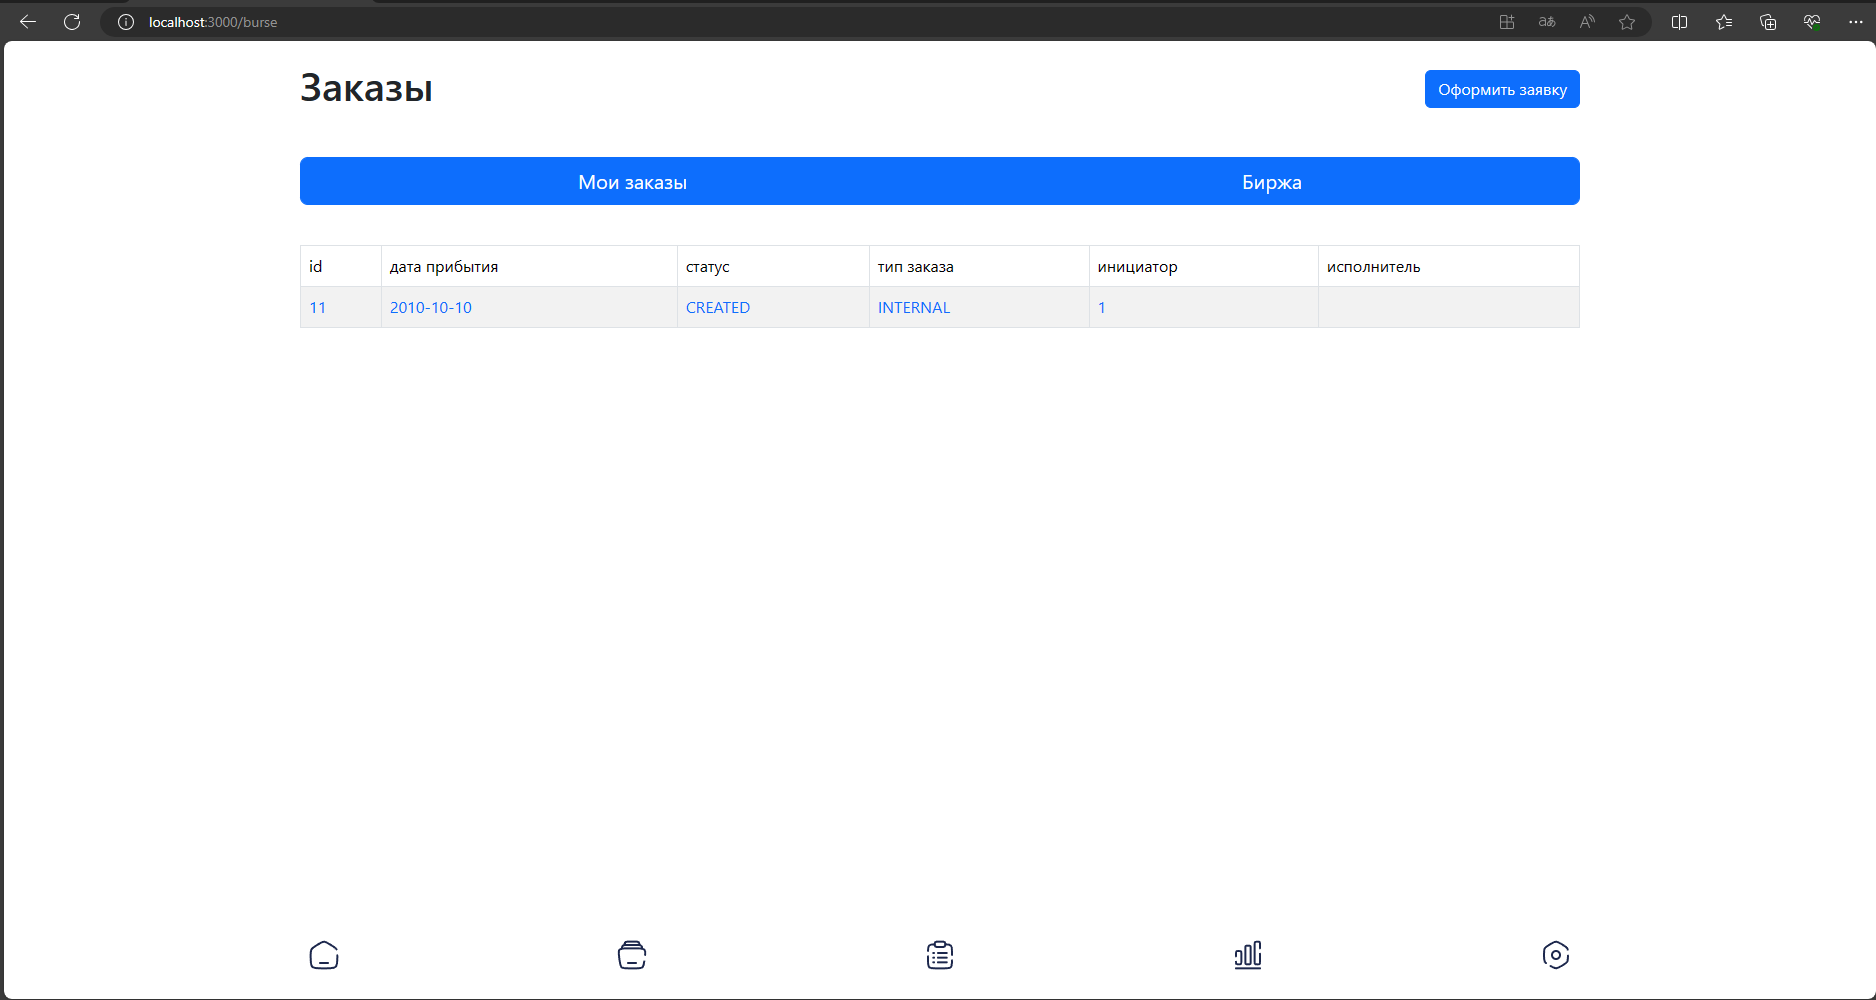 localhost:3000/burse
Заказы
Оформить заявку
Мои заказы Биржа
id дата прибытия статус тип заказа инициатор исполнитель
11 2010-10-10 CREATED INTERNAL 1